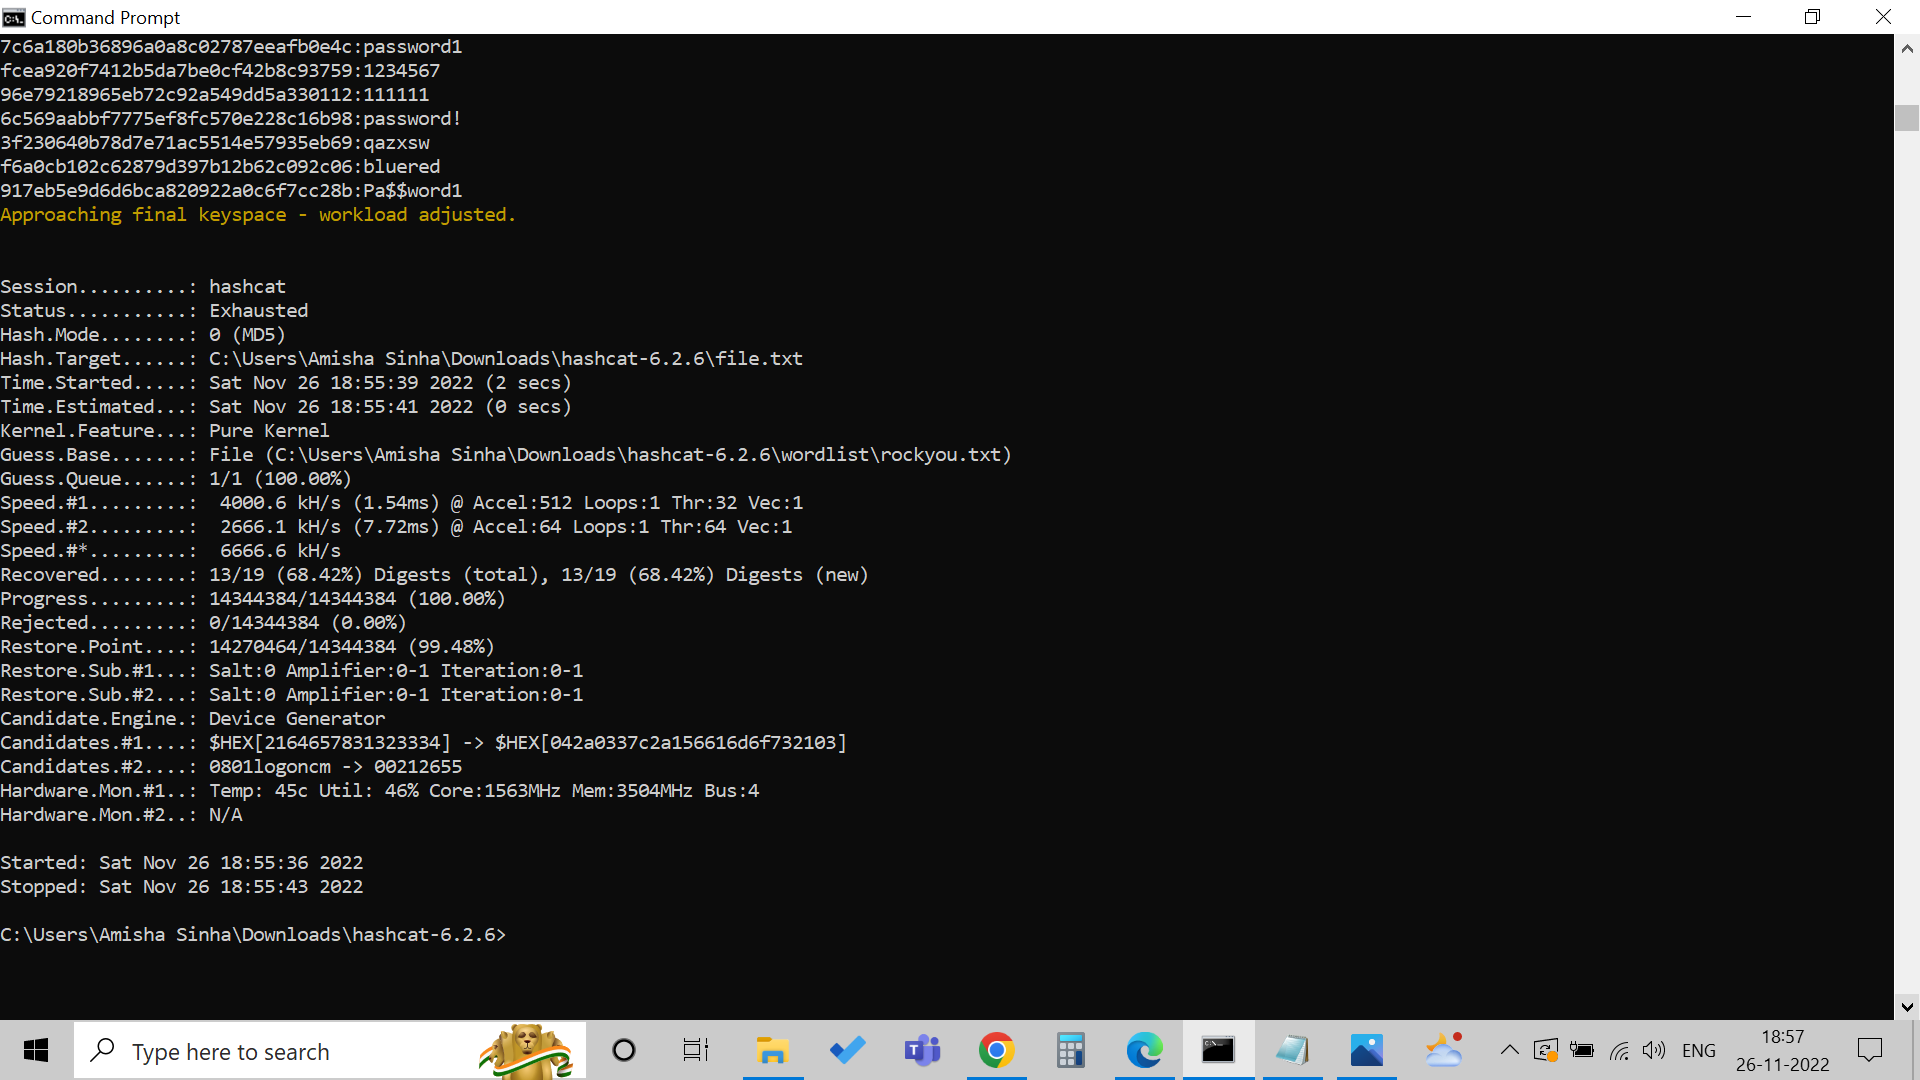 Command Prompt
7c6a180b36896a0a8c02787eeafb0e4c:password1
fcea920f7412b5da7be0cf42b8c93759:1234567
96e79218965eb72c92a549dd5a330112:111111
6c569aabbf7775ef8fc570e228c16b98:password!
3f230640b78d7e71ac5514e57935eb69:qazxsw
f6a0cb102c62879d397b12b62c092c06:bluered
917eb5e9d6d6bca820922a0c6f7cc28b:Pa$$word1
Approaching final keyspace - workload adjusted.
Session..........: hashcat
Status...........: Exhausted
Hash.Mode........: 0 (MD5)
Hash.Target......: C:\Users\Amisha Sinha\Downloads\hashcat-6.2.6\file.txt
Time.Started.....: Sat Nov 26 18:55:39 2022 (2 secs)
Time.Estimated...: Sat Nov 26 18:55:41 2022 (0 secs)
Kernel.Feature...: Pure Kernel
Guess.Base.......: File (C:\Users\Amisha Sinha\Downloads\hashcat-6.2.6\wordlist\rockyou.txt)
Guess.Queue......: 1/1 (100.00%)
Speed.#1.........:  4000.6 kH/s (1.54ms) @ Accel:512 Loops:1 Thr:32 Vec:1
Speed.#2.........:  2666.1 kH/s (7.72ms) @ Accel:64 Loops:1 Thr:64 Vec:1
Speed.#*.........:  6666.6 kH/s
Recovered........: 13/19 (68.42%) Digests (total), 13/19 (68.42%) Digests (new)
Progress.........: 14344384/14344384 (100.00%)
Rejected.........: 0/14344384 (0.00%)
Restore.Point....: 14270464/14344384 (99.48%)
Restore.Sub.#1...: Salt:0 Amplifier:0-1 Iteration:0-1
Restore.Sub.#2...: Salt:0 Amplifier:0-1 Iteration:0-1
Candidate.Engine.: Device Generator
Candidates.#1....: $HEX[2164657831323334] -> $HEX[042a0337c2a156616d6f732103]
Candidates.#2....: 0801logoncm -> 00212655
Hardware.Mon.#1..: Temp: 45c Util: 46% Core:1563MHz Mem:3504MHz Bus:4
Hardware.Mon.#2..: N/A
Started: Sat Nov 26 18:55:36 2022
Stopped: Sat Nov 26 18:55:43 2022
C:\Users\Amisha Sinha\Downloads\hashcat-6.2.6>
Type here to search
ENG
18:57
26-11-2022